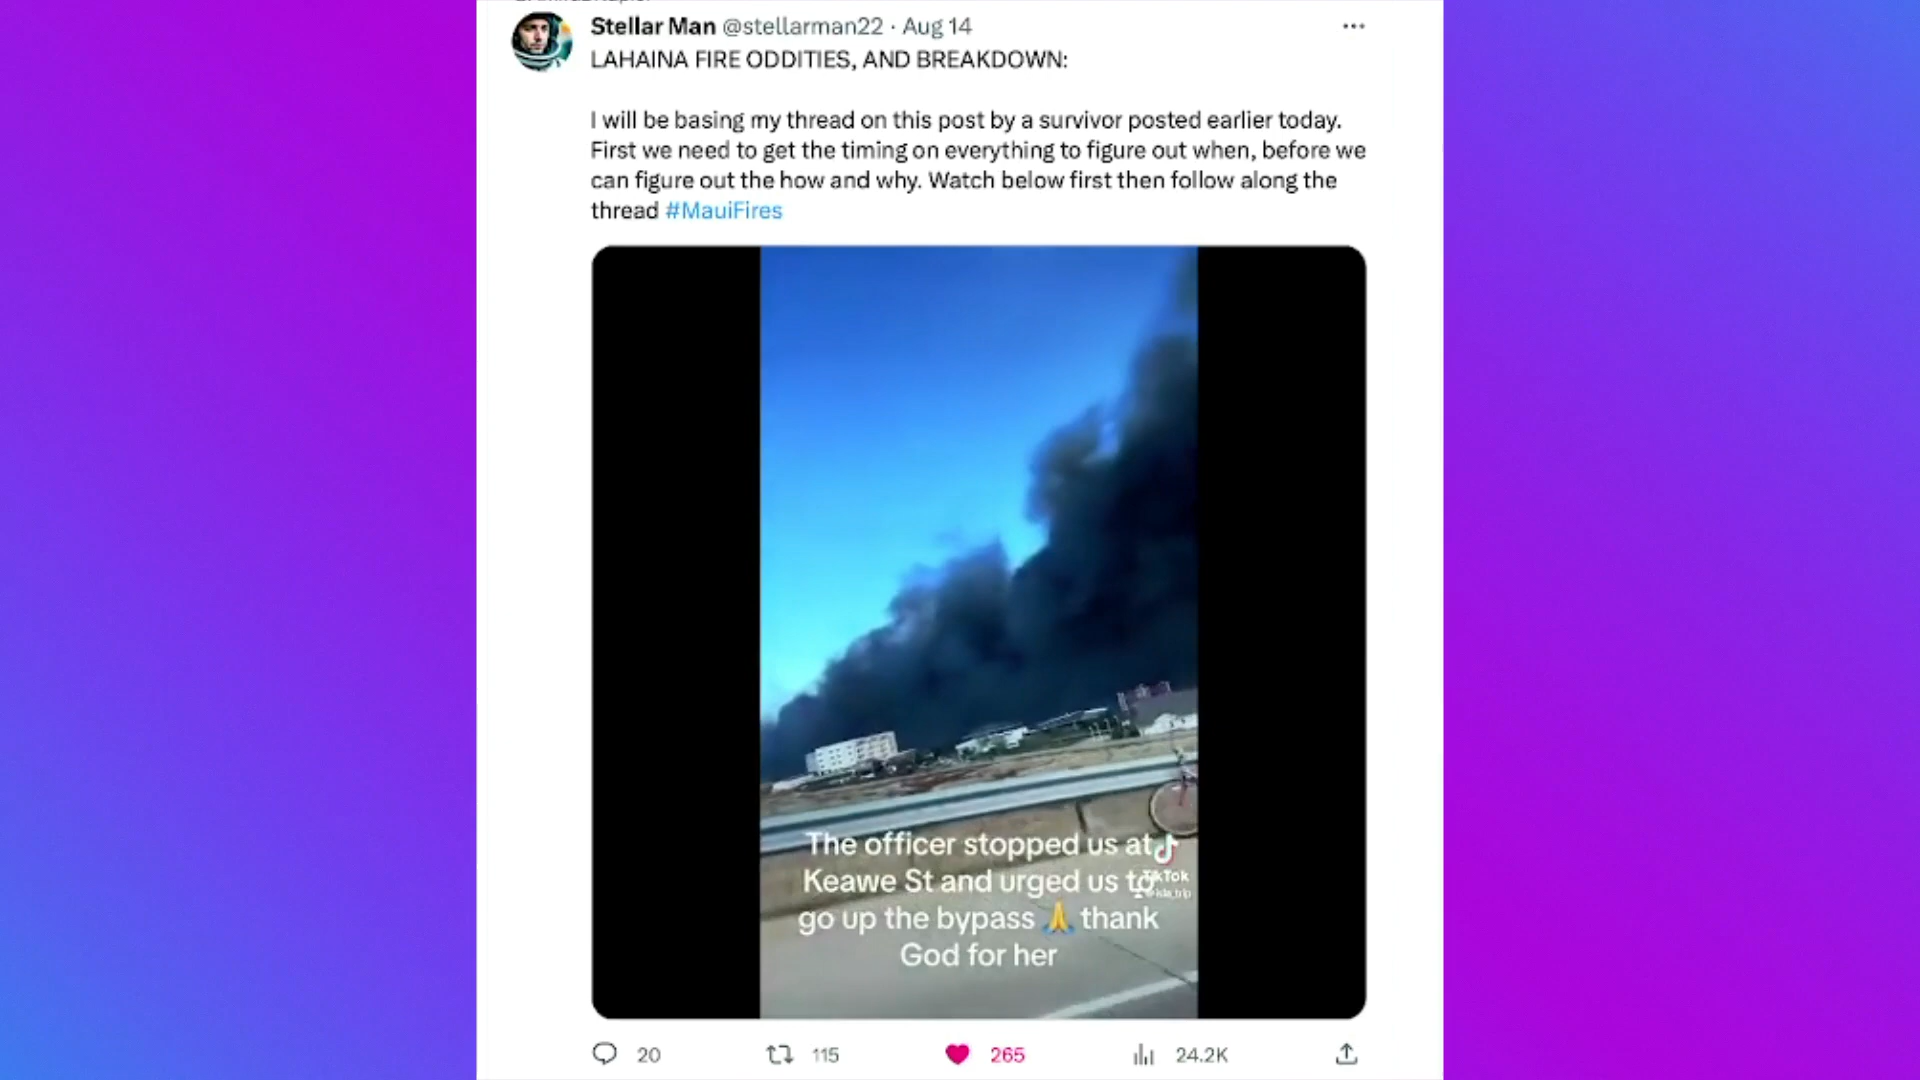 Stellar Man @stellarman22 · Aug 14
LAHAINA FIRE ODDITIES, AND BREAKDOWN:
I will be basing my thread on this post by a survivor posted earlier today.
First we need to get the timing on everything to figure out when, before we
can figure out the how and why. Watch below first then follow along the
thread #MauiFires
The officer stopped us at
Keawe St and urged us to
TikTok
go up the bypass 🙏 thank
God for her
20 115 265 24.2K